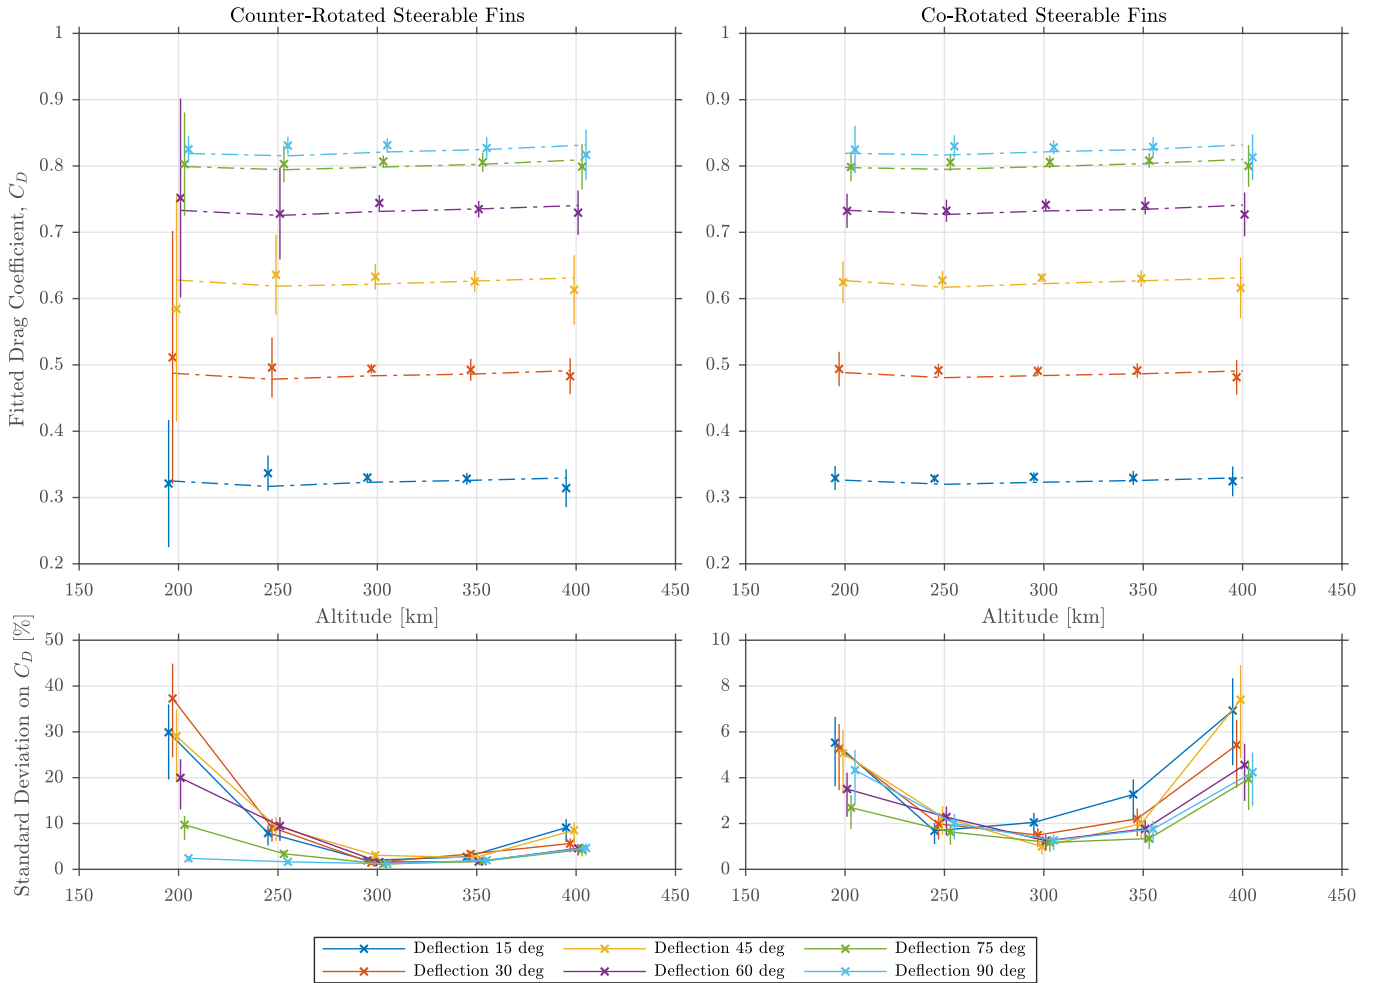 Counter-Rotated Steerable Fins
Co-Rotated Steerable Fins
Fitted Drag Coefficient, C_D
1
0.9
0.8
0.7
0.6
0.5
0.4
0.3
0.2
150 200 250 300 350 400 450
Altitude [km]
1
0.9
0.8
0.7
0.6
0.5
0.4
0.3
0.2
150 200 250 300 350 400 450
Altitude [km]
Standard Deviation on C_D [%]
50
40
30
20
10
0
150 200 250 300 350 400 450
10
8
6
4
2
0
150 200 250 300 350 400 450
Deflection 15 deg Deflection 45 deg Deflection 75 deg
Deflection 30 deg Deflection 60 deg Deflection 90 deg